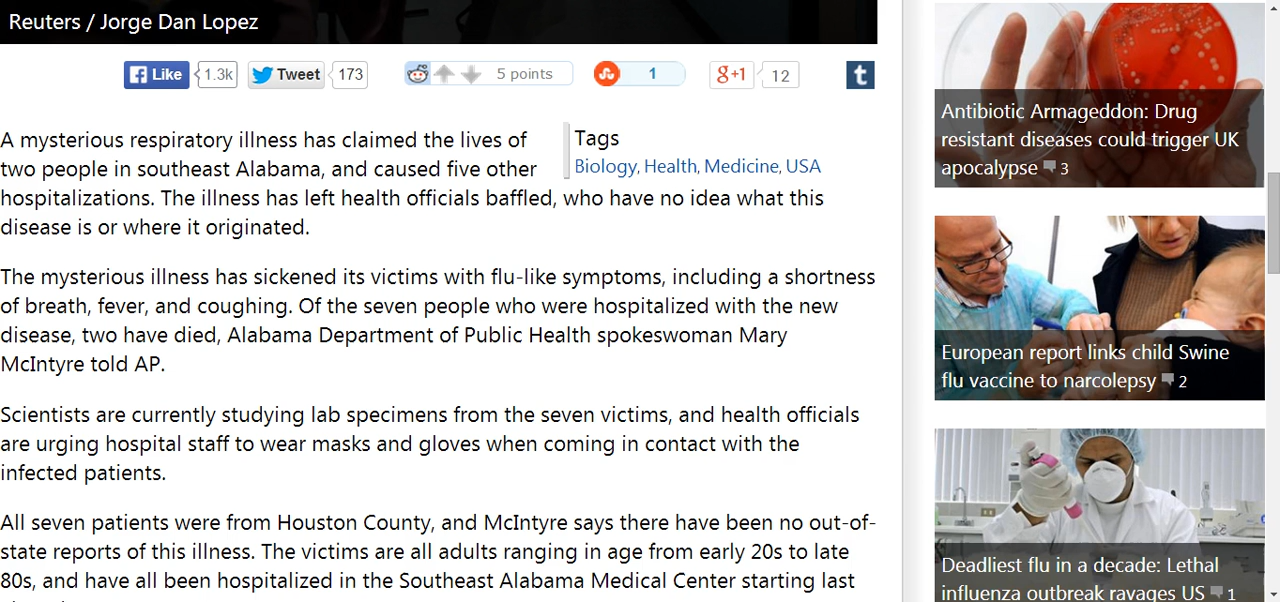 Reuters / Jorge Dan Lopez
Like
1.3k
Tweet
173
5 points
1
g+1
12
t
A mysterious respiratory illness has claimed the lives of
two people in southeast Alabama, and caused five other
hospitalizations. The illness has left health officials baffled, who have no idea what this
disease is or where it originated.
Tags
Biology, Health, Medicine, USA
The mysterious illness has sickened its victims with flu-like symptoms, including a shortness
of breath, fever, and coughing. Of the seven people who were hospitalized with the new
disease, two have died, Alabama Department of Public Health spokeswoman Mary
McIntyre told AP.
Scientists are currently studying lab specimens from the seven victims, and health officials
are urging hospital staff to wear masks and gloves when coming in contact with the
infected patients.
All seven patients were from Houston County, and McIntyre says there have been no out-of-
state reports of this illness. The victims are all adults ranging in age from early 20s to late
80s, and have all been hospitalized in the Southeast Alabama Medical Center starting last
Antibiotic Armageddon: Drug
resistant diseases could trigger UK
apocalypse 3
European report links child Swine
flu vaccine to narcolepsy 2
Deadliest flu in a decade: Lethal
influenza outbreak ravages US 1